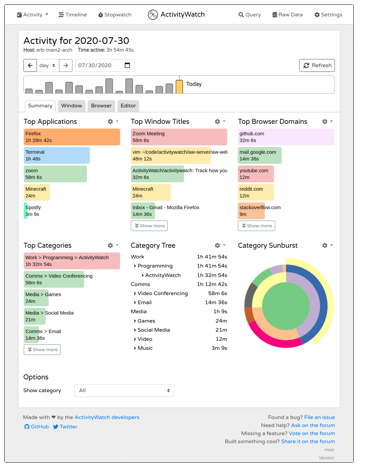 Activity Timeline Stopwatch ActivityWatch Query Raw Data Settings
Activity for 2020-07-30
Host: erb-main2-arch Time active: 3h 54m 45s
day 07/30/2020 Refresh
Today
Summary Window Browser Editor
Top Applications
Firefox
1h 28m 42s
Terminal
1h 48s
zoom
58m 6s
Minecraft
24m
Spotify
3m 9s
Top Window Titles
Zoom Meeting
58m 6s
vim ~/code/activitywatch/aw-server/aw-wel
49m 12s
ActivityWatch/activitywatch: Track how you
32m 6s
Minecraft
24m
Inbox - Gmail - Mozilla Firefox
14m 36s
Show more
Top Browser Domains
github.com
32m 6s
mail.google.com
14m 36s
youtube.com
12m
reddit.com
12m
stackoverflow.com
9m
Show more
Top Categories
Work > Programming > ActivityWatch
1h 32m 54s
Comms > Video Conferencing
58m 6s
Media > Games
24m
Media > Social Media
21m
Comms > Email
14m 36s
Show more
Category Tree
Work 1h 41m 54s
Programming 1h 41m 54s
ActivityWatch 1h 32m 54s
Comms 1h 12m 42s
Video Conferencing 58m 6s
Email 14m 36s
Media 1h 9s
Games 24m
Social Media 21m
Video 12m
Music 3m 9s
Category Sunburst
Options
Show category All
Made with ❤ by the ActivityWatch developers
GitHub Twitter
Found a bug? File an issue
Need help? Ask on the forum
Missing a feature? Vote on the forum
Built something cool? Share it on the forum
Host:
Version: